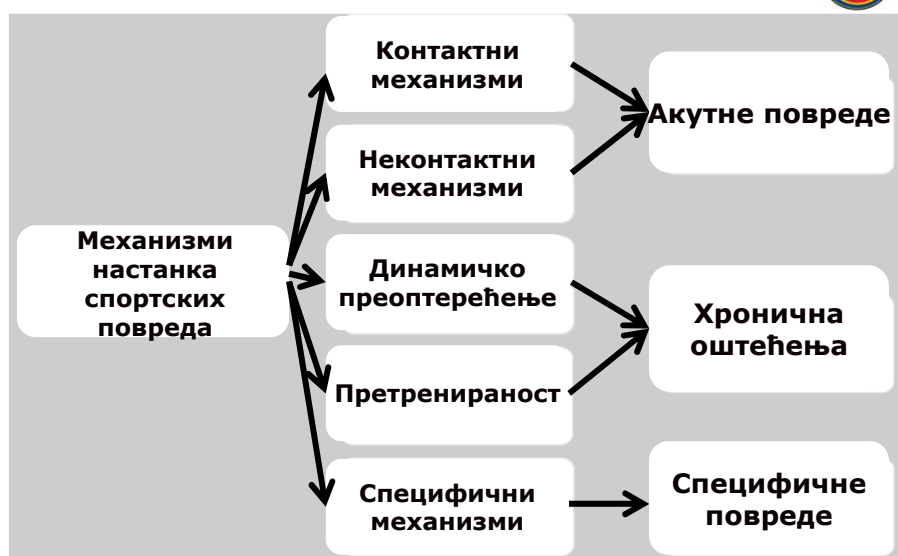 Механизми
настанка
спортских
повреда
Контактни
механизми
Неконтактни
механизми
Динамичко
преоптерећење
Претренираност
Специфични
механизми
Акутне повреде
Хронична
оштећења
Специфичне
повреде